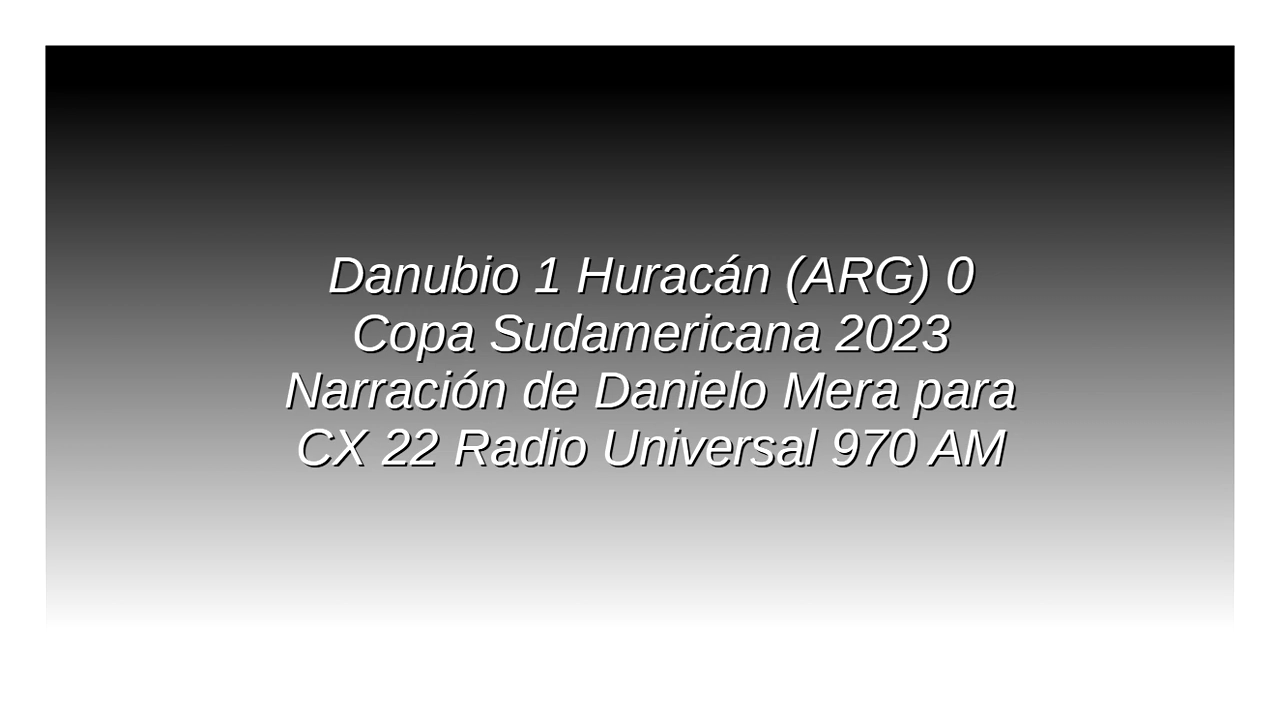 Danubio 1 Huracán (ARG) 0
Copa Sudamericana 2023
Narración de Danielo Mera para
CX 22 Radio Universal 970 AM